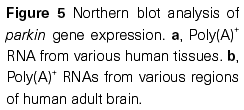 Figure 5 Northern blot analysis of
parkin gene expression. a, Poly(A)⁺
RNA from various human tissues. b,
Poly(A)⁺ RNAs from various regions
of human adult brain.